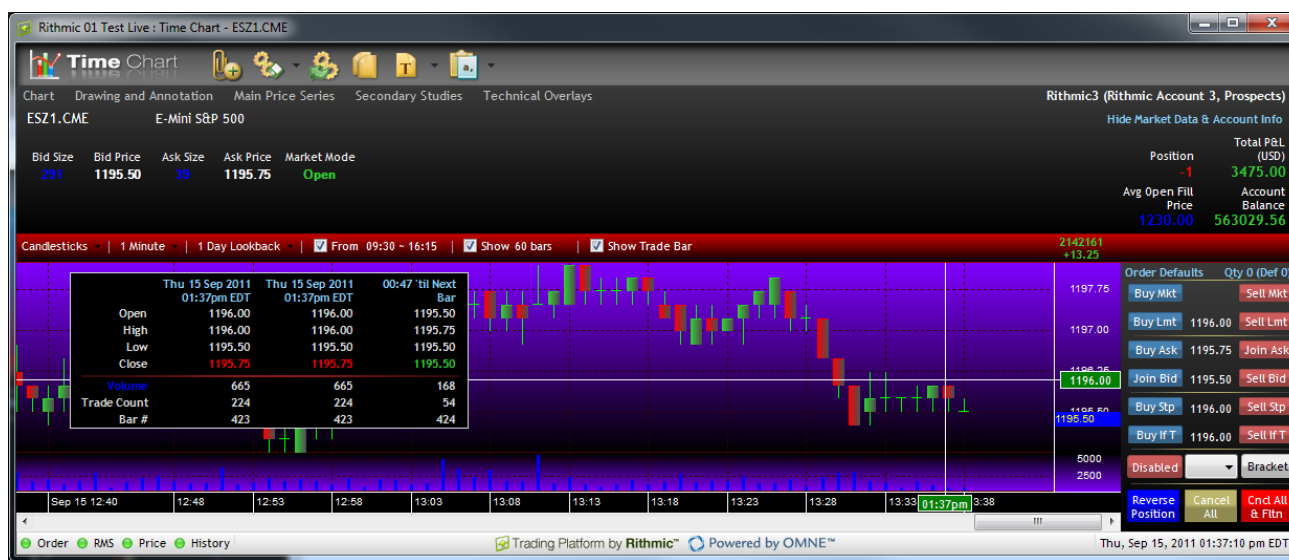 Rithmic 01 Test Live : Time Chart - ESZ1.CME
Time Chart
Chart Drawing and Annotation Main Price Series Secondary Studies Technical Overlays Rithmic3 (Rithmic Account 3, Prospects)
ESZ1.CME E-Mini S&P 500 Hide Market Data & Account Info
Total P&L
Bid Size Bid Price Ask Size Ask Price Market Mode Position (USD)
291 1195.50 39 1195.75 Open -1 3475.00
Avg Open Fill Account
Price Balance
1230.00 563029.56
Candlesticks | 1 Minute | 1 Day Lookback | From 09:30 ~ 16:15 | Show 60 bars | Show Trade Bar 2142161
+13.25
Thu 15 Sep 2011 Thu 15 Sep 2011 00:47 'til Next
01:37pm EDT 01:37pm EDT Bar
Open 1196.00 1196.00 1195.50
High 1196.00 1196.00 1195.75
Low 1195.50 1195.50 1195.50
Close 1195.75 1195.75 1195.50
Volume 665 665 168
Trade Count 224 224 54
Bar # 423 423 424
1197.75
1197.00
1196.00
1195.50
5000
2500
Order Defaults Qty 0 (Def 0)
Buy Mkt Sell Mkt
Buy Lmt 1196.00 Sell Lmt
Buy Ask 1195.75 Join Ask
Join Bid 1195.50 Sell Bid
Buy Stp 1196.00 Sell Stp
Buy If T 1196.00 Sell If T
Disabled Bracket
Reverse Cancel Cncl All
Position All & Fltn
Sep 15 12:40 12:48 12:53 12:58 13:03 13:08 13:13 13:18 13:23 13:28 13:33 01:37pm 3:38
Order RMS Price History Trading Platform by Rithmic™ Powered by OMNE™ Thu, Sep 15, 2011 01:37:10 pm EDT